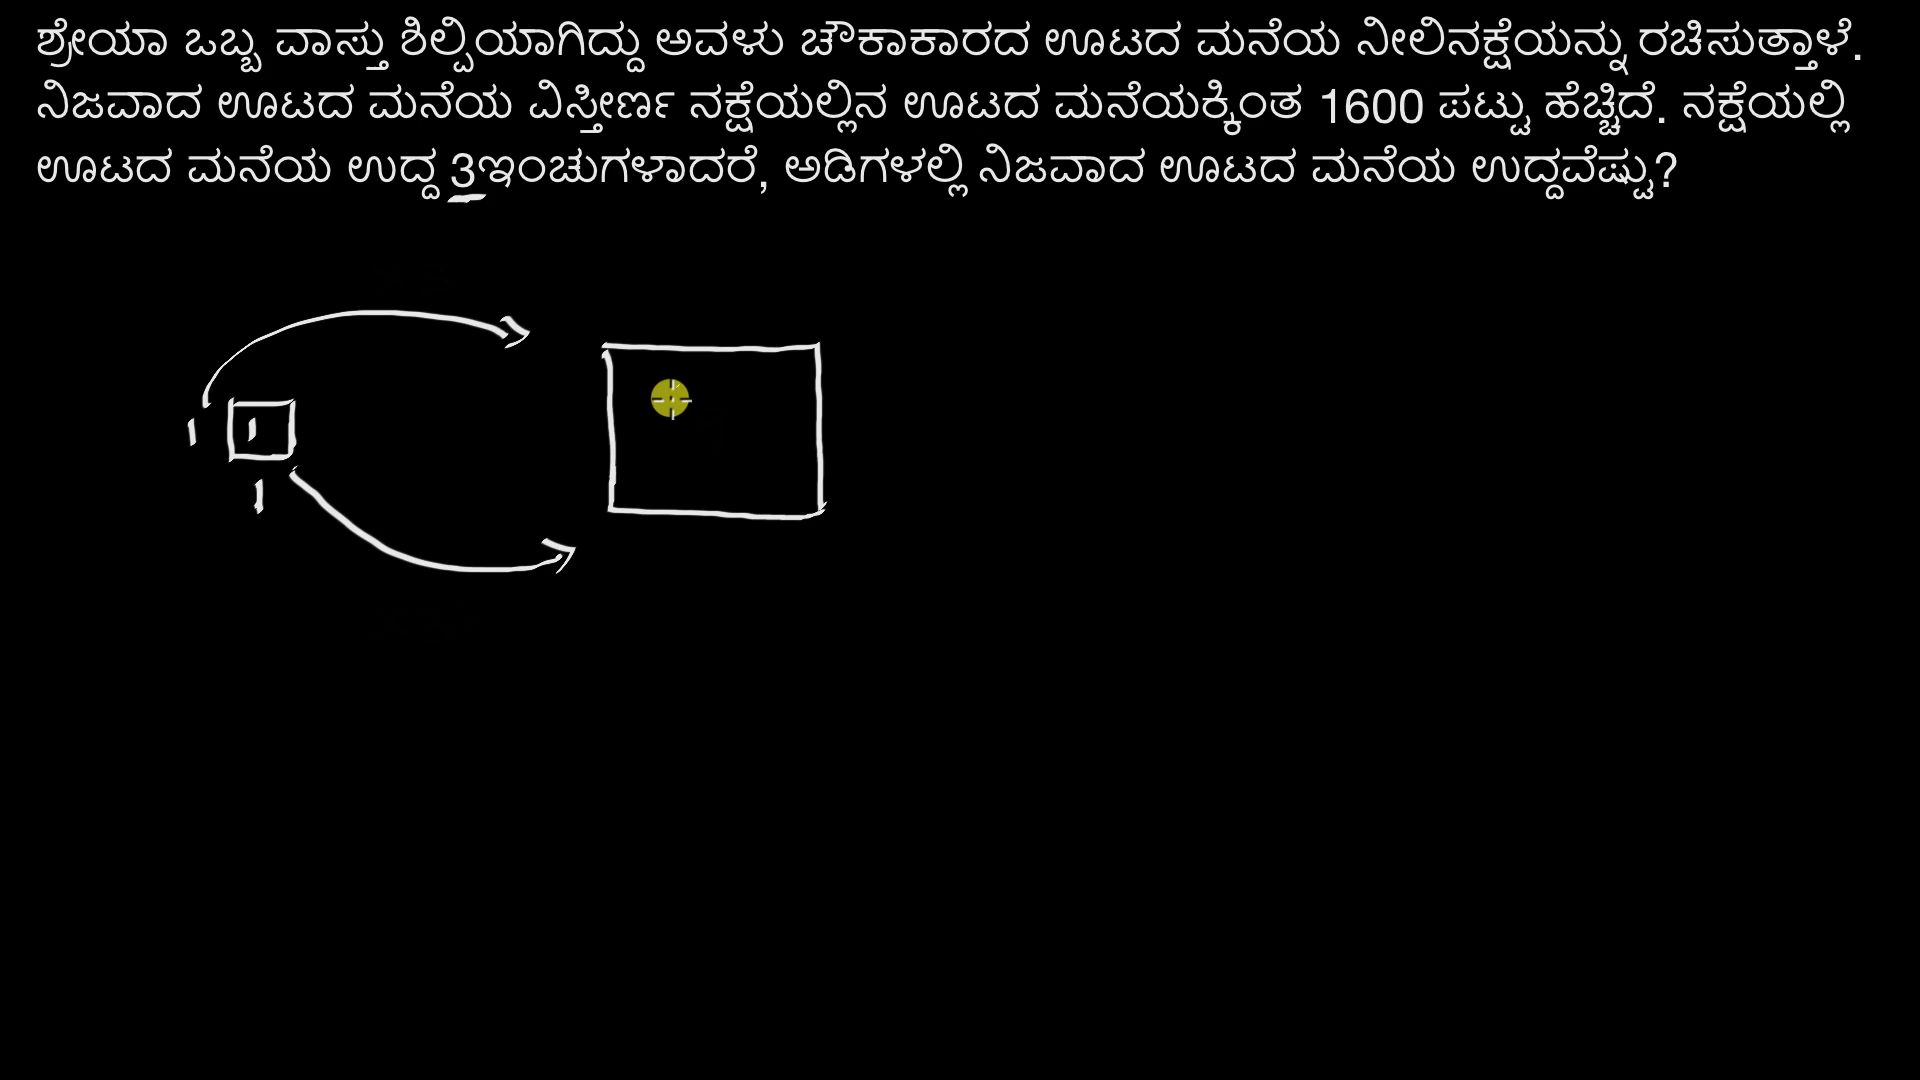 ಶ್ರೇಯಾ ಒಬ್ಬ ವಾಸ್ತು ಶಿಲ್ಪಿಯಾಗಿದ್ದು ಅವಳು ಚೌಕಾಕಾರದ ಊಟದ ಮನೆಯ ನೀಲಿನಕ್ಷೆಯನ್ನು ರಚಿಸುತ್ತಾಳೆ.
ನಿಜವಾದ ಊಟದ ಮನೆಯ ವಿಸ್ತೀರ್ಣ ನಕ್ಷೆಯಲ್ಲಿನ ಊಟದ ಮನೆಯಕ್ಕಿಂತ 1600 ಪಟ್ಟು ಹೆಚ್ಚಿದೆ. ನಕ್ಷೆಯಲ್ಲಿ
ಊಟದ ಮನೆಯ ಉದ್ದ 3ಇಂಚುಗಳಾದರೆ, ಅಡಿಗಳಲ್ಲಿ ನಿಜವಾದ ಊಟದ ಮನೆಯ ಉದ್ದವೆಷ್ಟು?
1 1
1